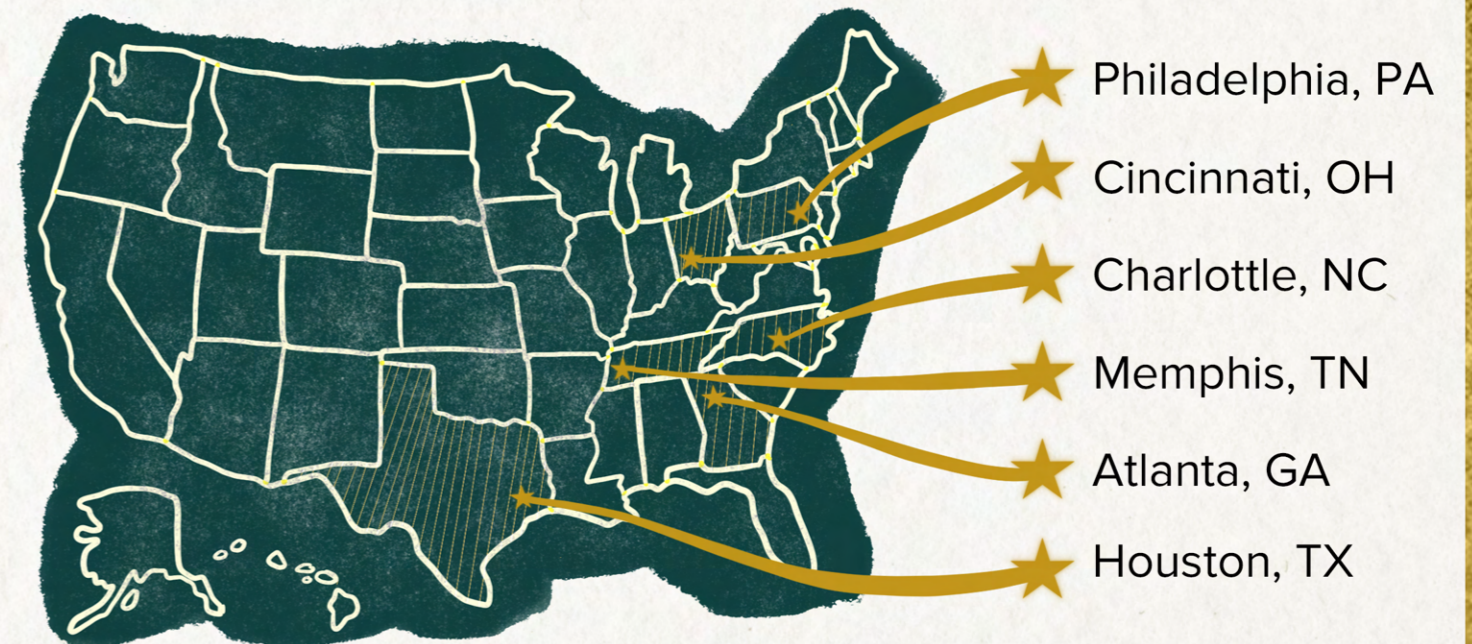 Philadelphia, PA
Cincinnati, OH
Charlottle, NC
Memphis, TN
Atlanta, GA
Houston, TX